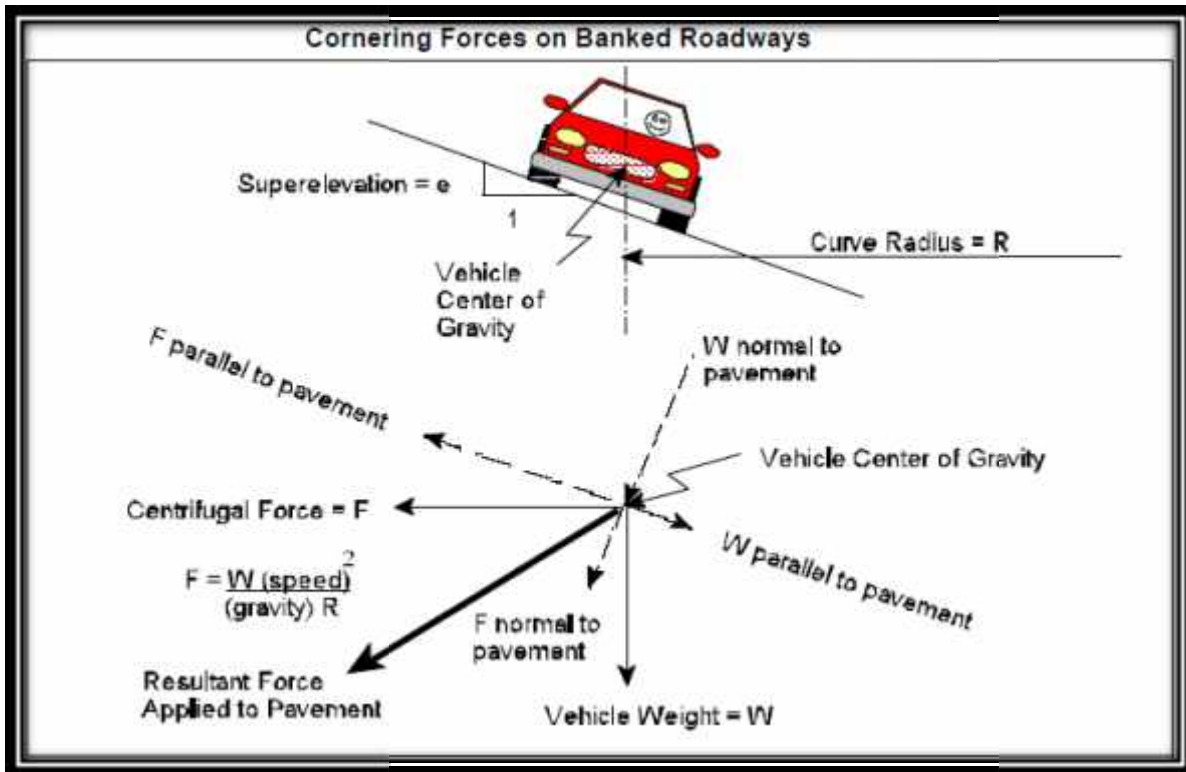 Cornering Forces on Banked Roadways
Superelevation = e
1
Curve Radius = R
Vehicle
Center of
Gravity
F parallel to pavement
W normal to
pavement
Vehicle Center of Gravity
Centrifugal Force = F
W parallel to pavement
F = W (speed)2
(gravity) R
F normal to
pavement
Resultant Force
Applied to Pavement
Vehicle Weight = W